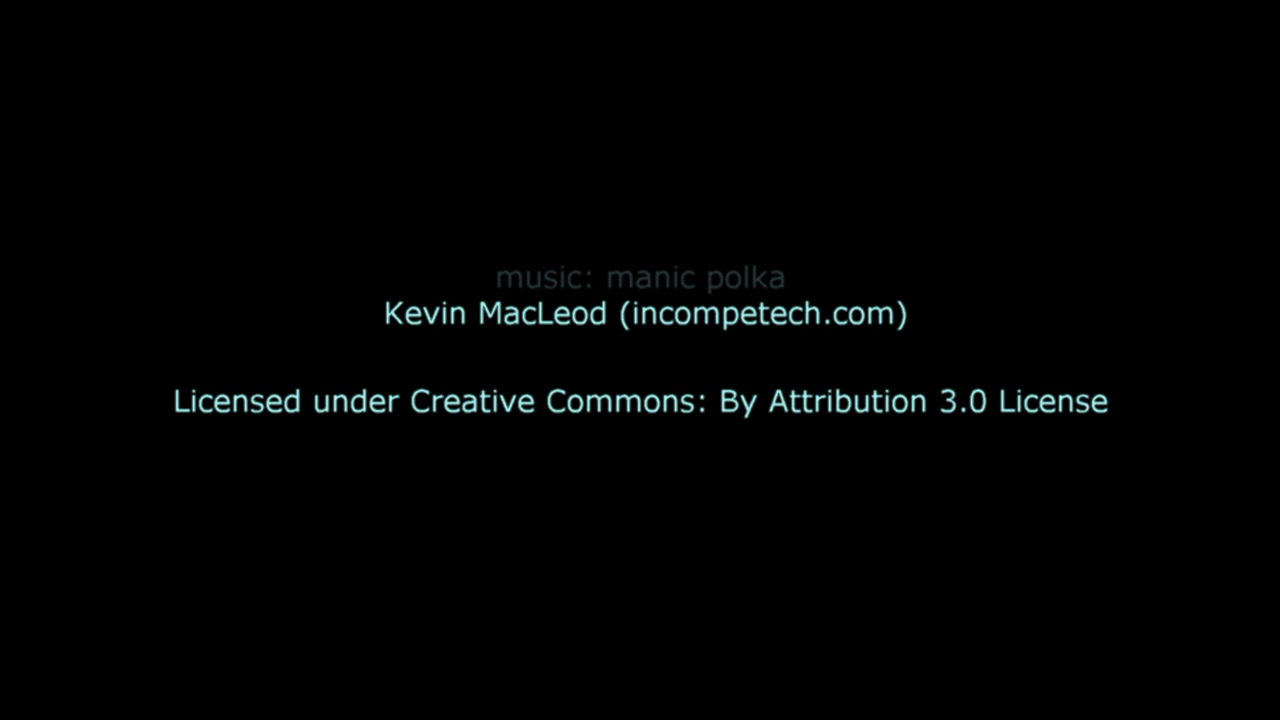 music: manic polka
Kevin MacLeod (incompetech.com)
Licensed under Creative Commons: By Attribution 3.0 License